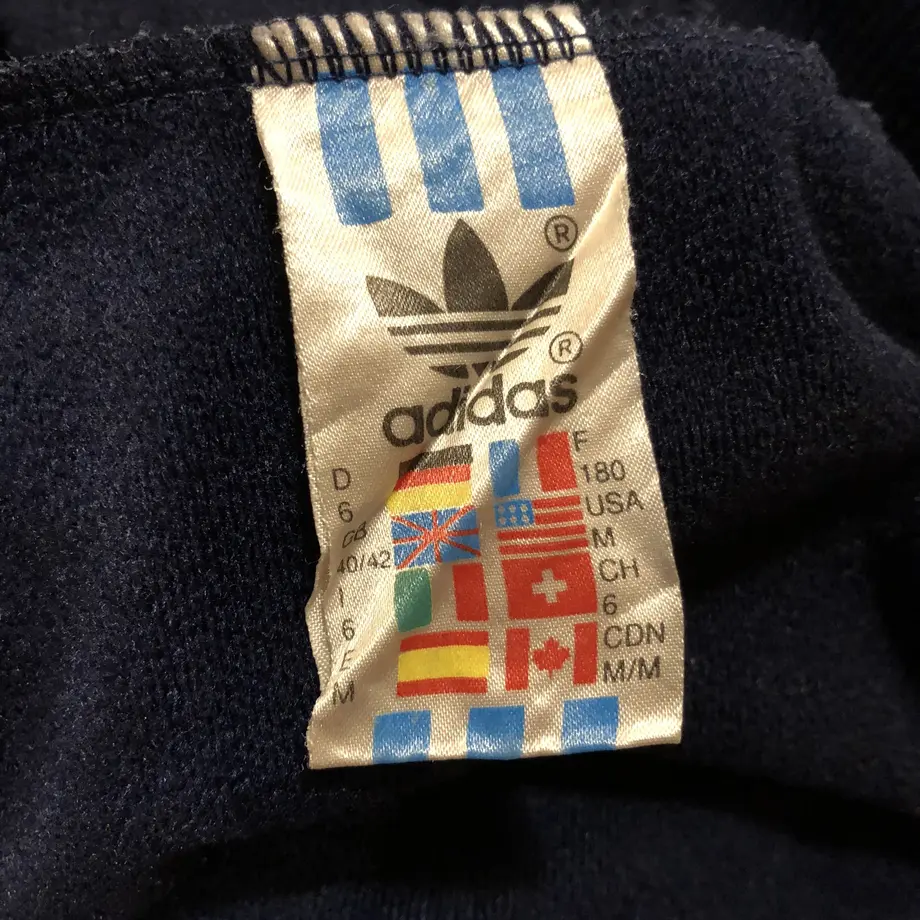 ®
®
adidas
D
6
GB
40/42
I
6
E
M
F
180
USA
M
CH
6
CDN
M/M